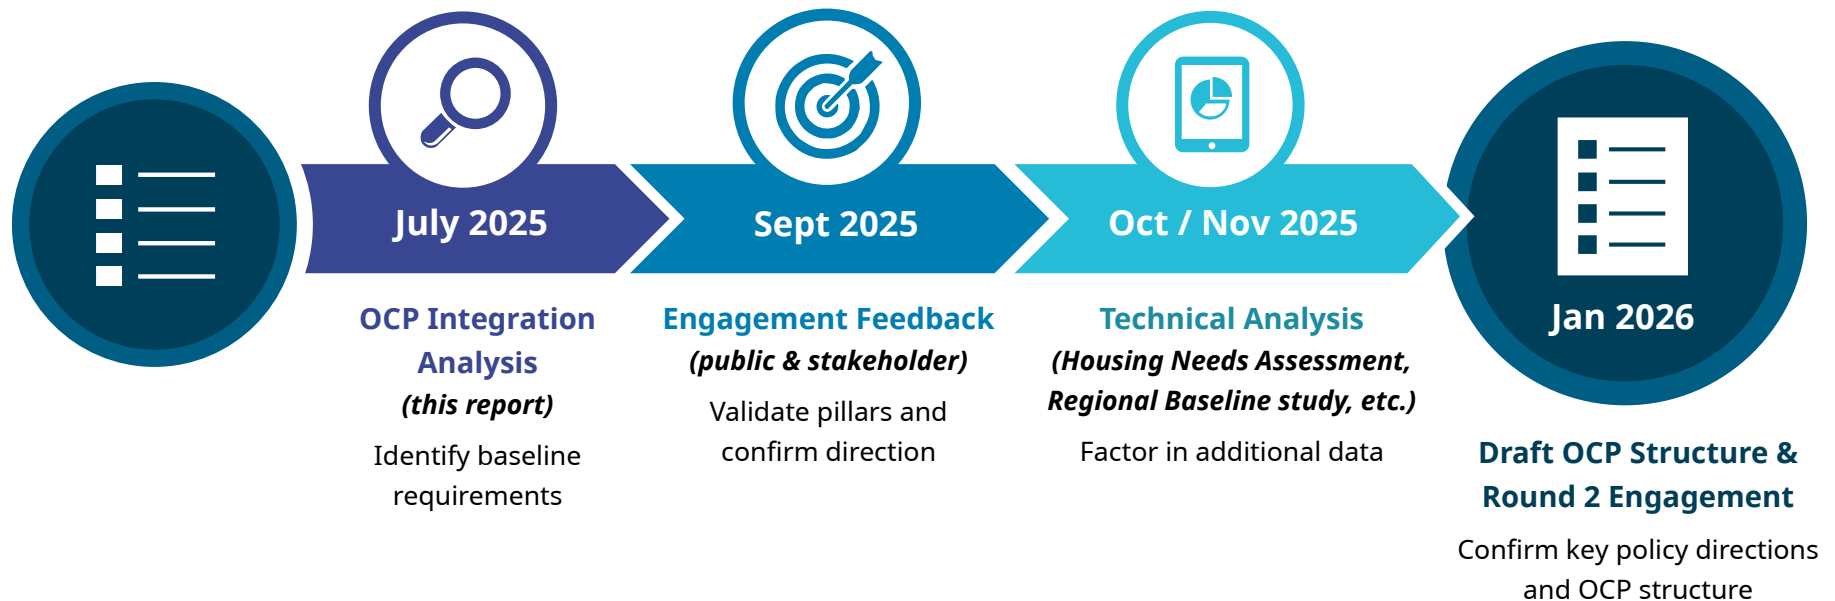 July 2025
OCP Integration
Analysis
(this report)
Identify baseline
requirements
Sept 2025
Engagement Feedback
(public & stakeholder)
Validate pillars and
confirm direction
Oct / Nov 2025
Technical Analysis
(Housing Needs Assessment,
Regional Baseline study, etc.)
Factor in additional data
Jan 2026
Draft OCP Structure &
Round 2 Engagement
Confirm key policy directions
and OCP structure